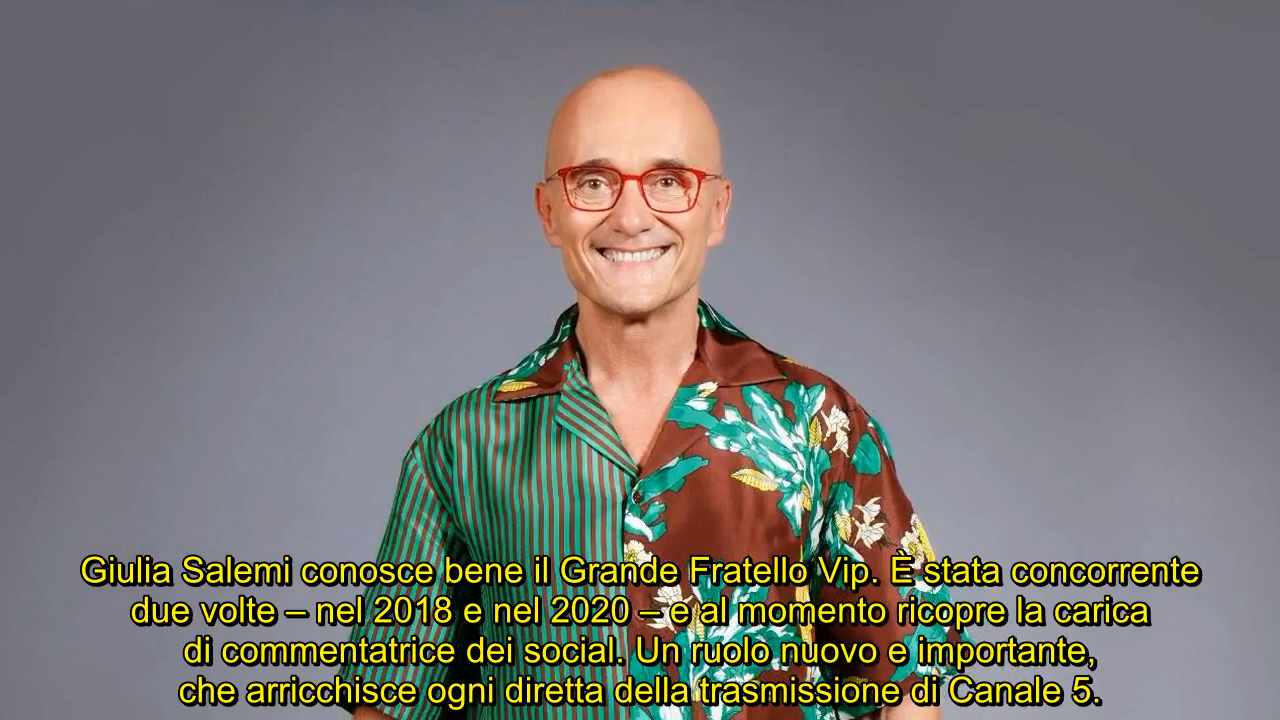 Giulia Salemi conosce bene il Grande Fratello Vip. È stata concorrente
due volte – nel 2018 e nel 2020 – e al momento ricopre la carica
di commentatrice dei social. Un ruolo nuovo e importante,
che arricchisce ogni diretta della trasmissione di Canale 5.